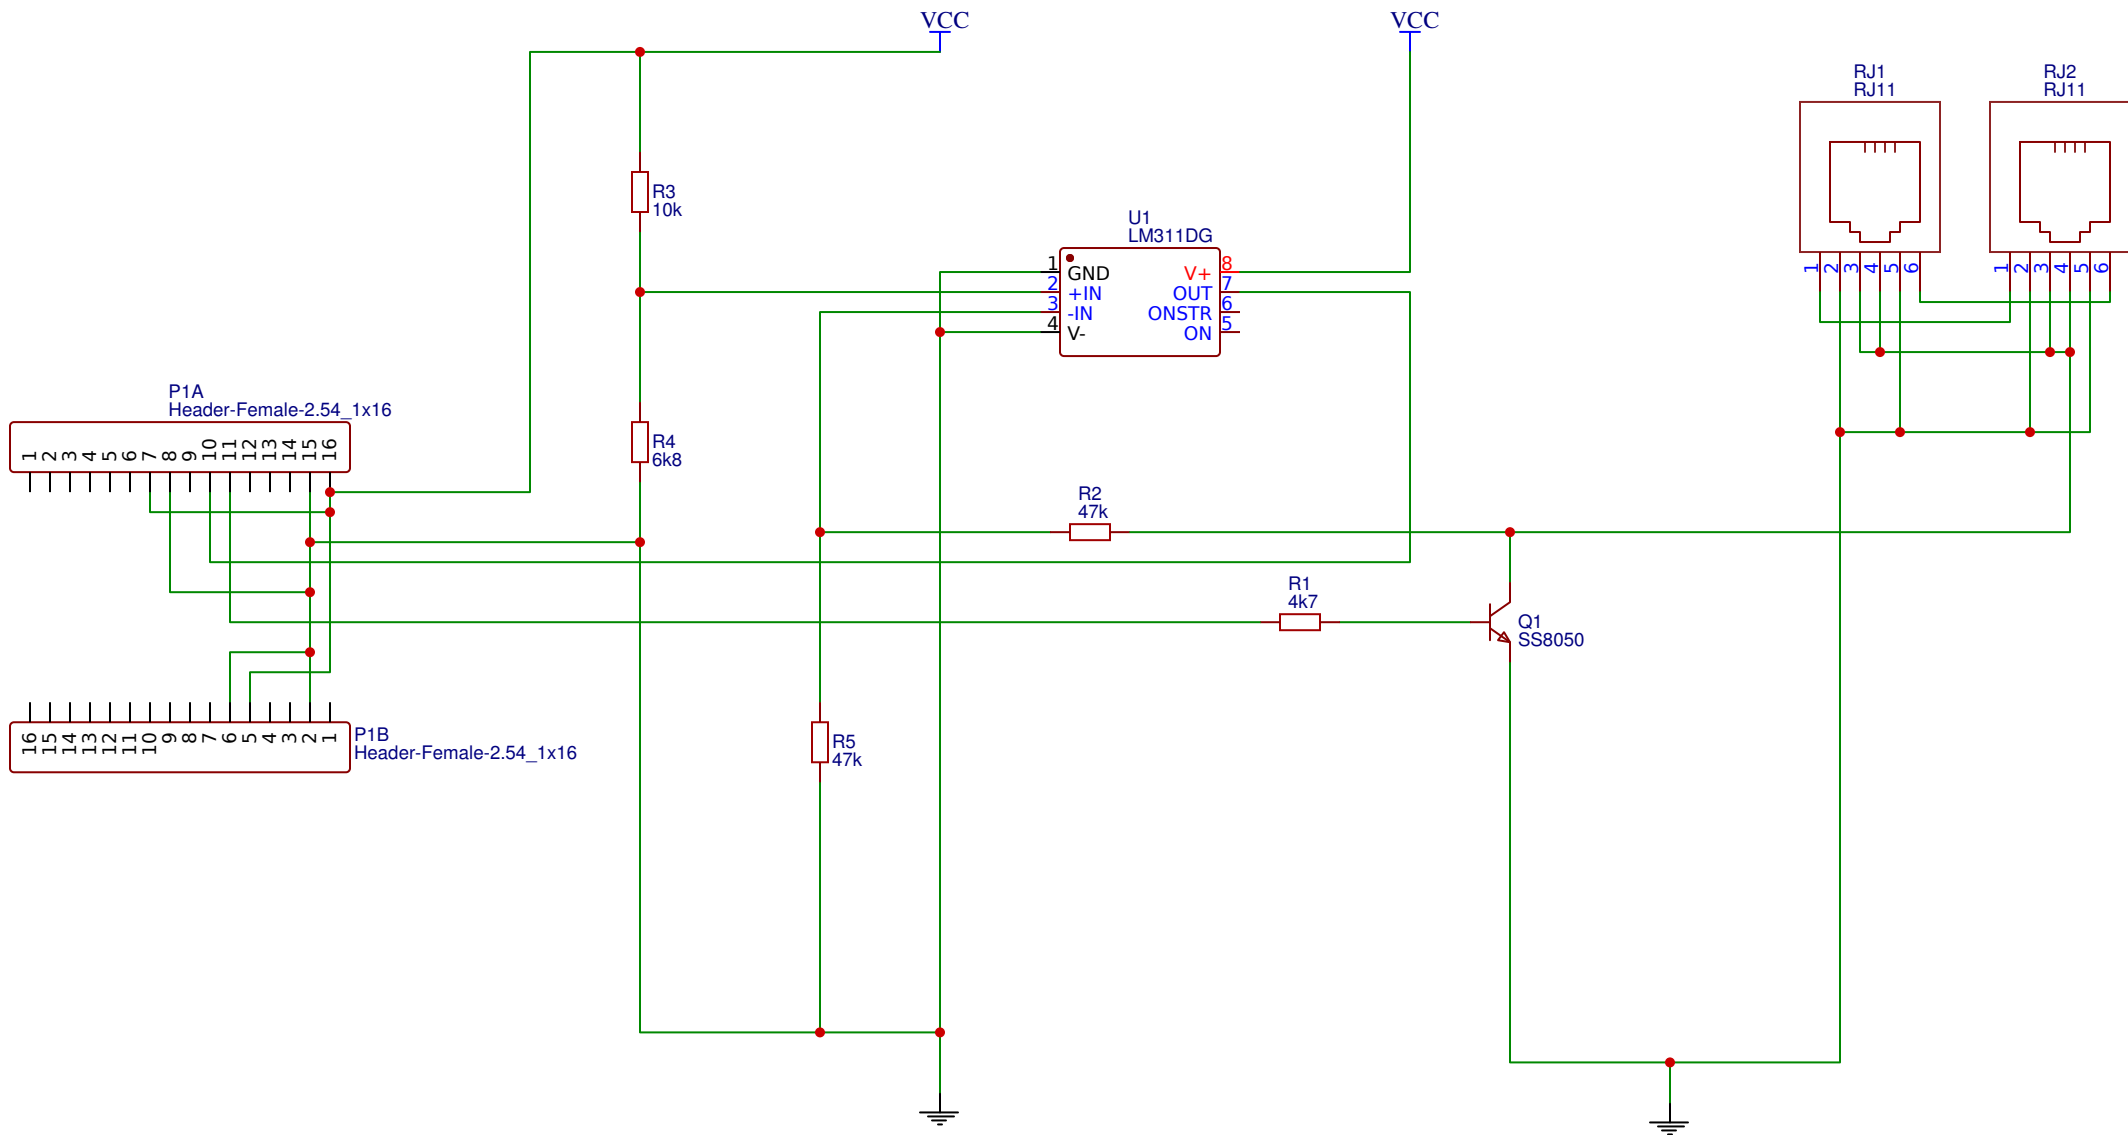 VCC
VCC
RJ1
RJ11
RJ2
RJ11
1 2 3 4 5 6
1 2 3 4 5 6
R3
10k
U1
LM311DG
1 GND V+ 8
2 +IN OUT 7
3 -IN ONSTR 6
4 V- ON 5
P1A
Header-Female-2.54_1x16
1 2 3 4 5 6 7 8 9 10 11 12 13 14 15 16
R4
6k8
R2
47k
R1
4k7
Q1
SS8050
16 15 14 13 12 11 10 9 8 7 6 5 4 3 2 1
P1B
Header-Female-2.54_1x16
R5
47k